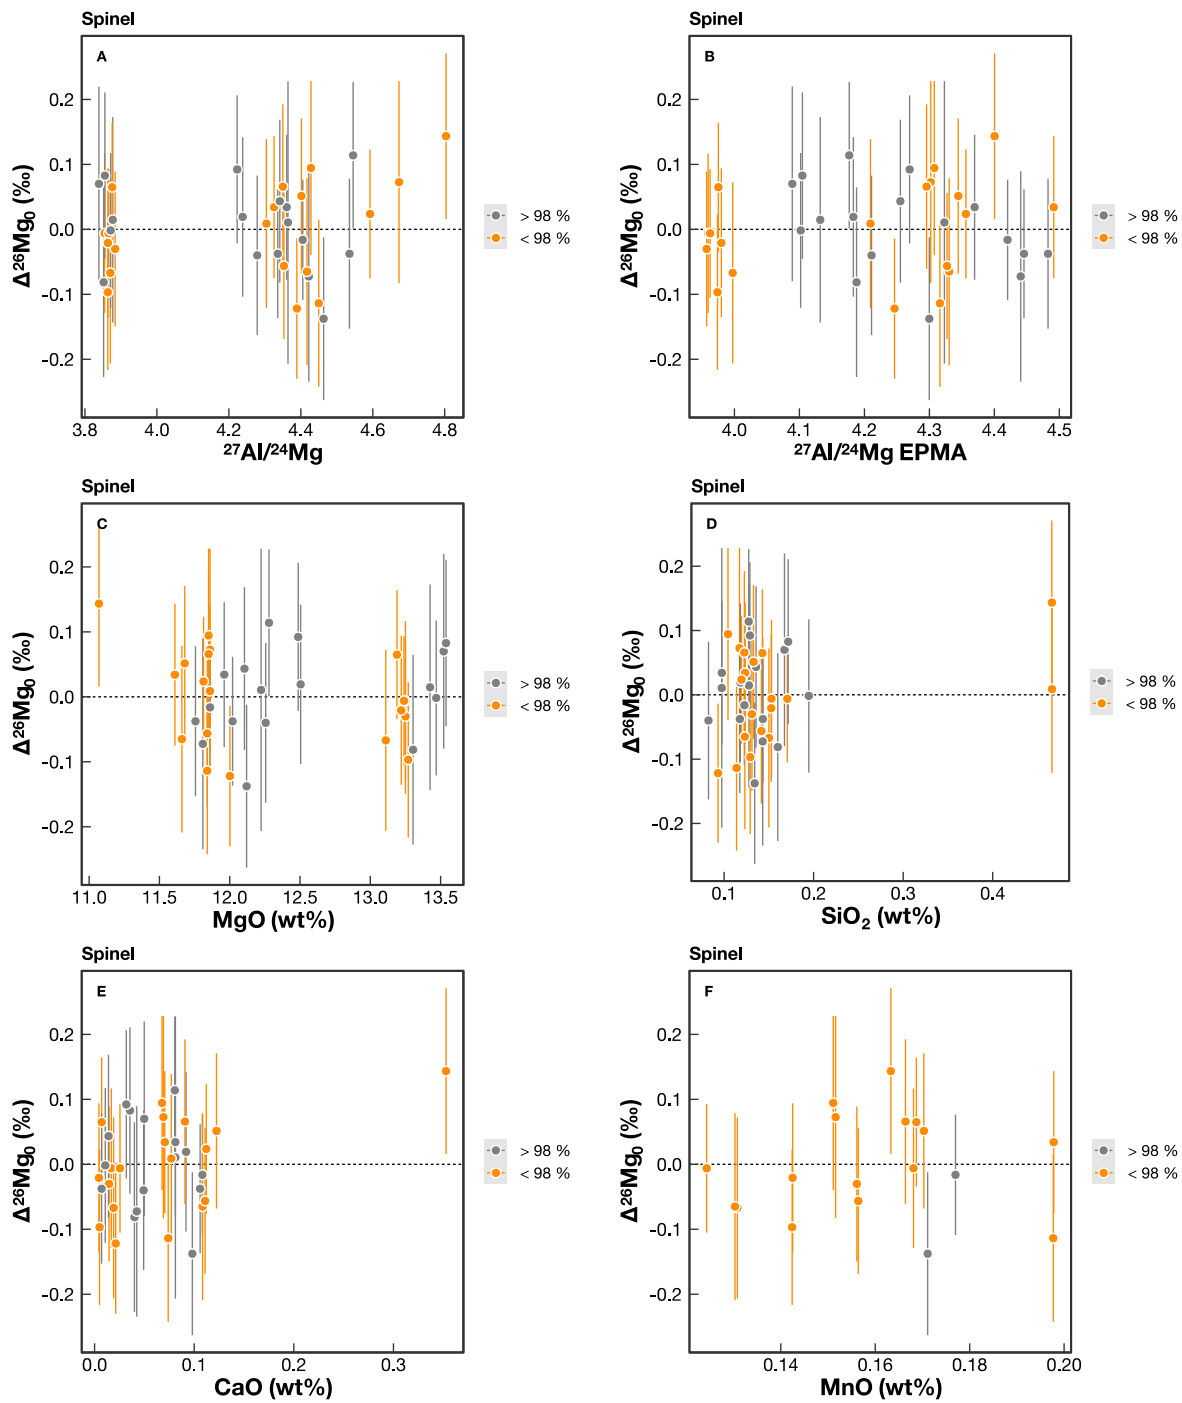 Spinel
A
0.2
0.1
0.0
-0.1
-0.2
Δ²⁶Mg₀ (‰)
3.8 4.0 4.2 4.4 4.6 4.8
²⁷Al/²⁴Mg
> 98 %
< 98 %
Spinel
B
0.2
0.1
0.0
-0.1
-0.2
Δ²⁶Mg₀ (‰)
4.0 4.1 4.2 4.3 4.4 4.5
²⁷Al/²⁴Mg EPMA
> 98 %
< 98 %
Spinel
C
0.2
0.1
0.0
-0.1
-0.2
Δ²⁶Mg₀ (‰)
11.0 11.5 12.0 12.5 13.0 13.5
MgO (wt%)
> 98 %
< 98 %
Spinel
D
0.2
0.1
0.0
-0.1
-0.2
Δ²⁶Mg₀ (‰)
0.1 0.2 0.3 0.4
SiO₂ (wt%)
> 98 %
< 98 %
Spinel
E
0.2
0.1
0.0
-0.1
-0.2
Δ²⁶Mg₀ (‰)
0.0 0.1 0.2 0.3
CaO (wt%)
> 98 %
< 98 %
Spinel
F
0.2
0.1
0.0
-0.1
-0.2
Δ²⁶Mg₀ (‰)
0.14 0.16 0.18 0.20
MnO (wt%)
> 98 %
< 98 %